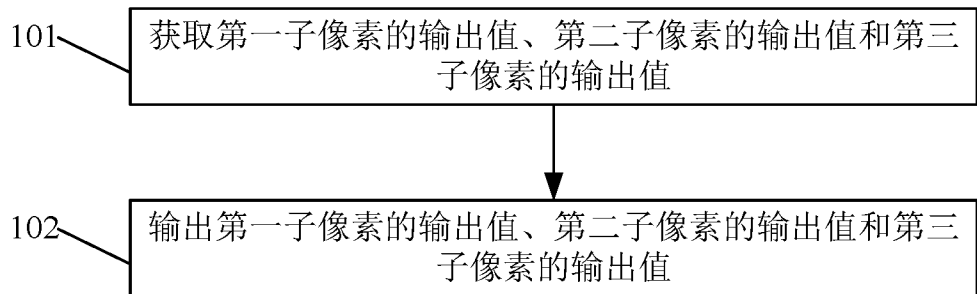 101
获取第一子像素的输出值、第二子像素的输出值和第三
子像素的输出值
102
输出第一子像素的输出值、第二子像素的输出值和第三
子像素的输出值